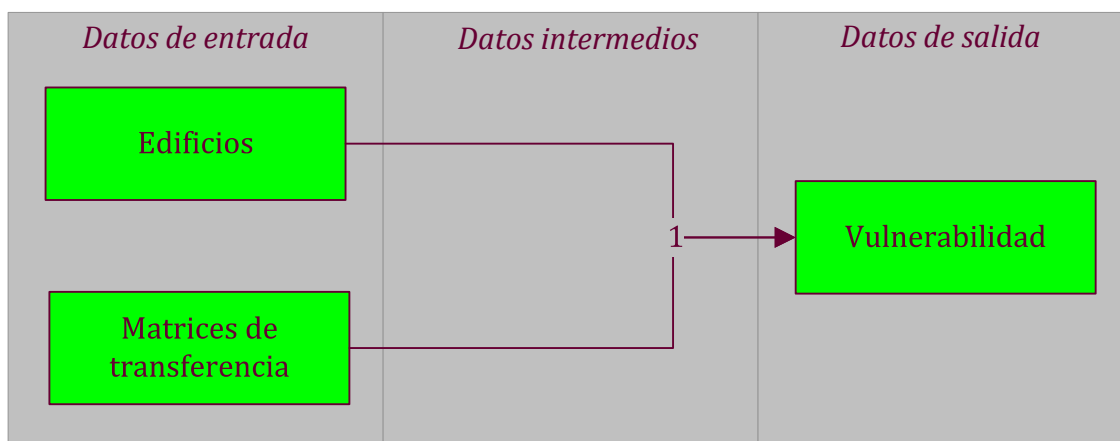 Datos de entrada
Datos intermedios
Datos de salida
Edificios
1
Vulnerabilidad
Matrices de
transferencia